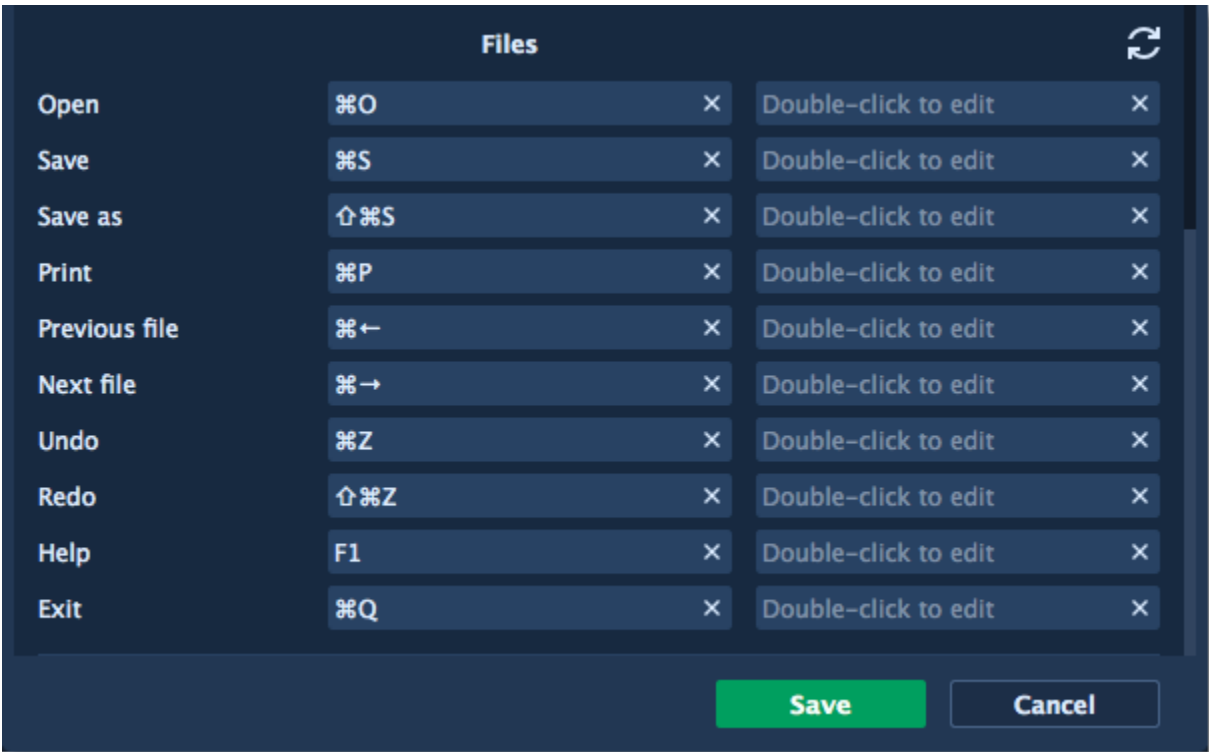 Files
Open ⌘O × Double-click to edit ×
Save ⌘S × Double-click to edit ×
Save as ⇧⌘S × Double-click to edit ×
Print ⌘P × Double-click to edit ×
Previous file ⌘← × Double-click to edit ×
Next file ⌘→ × Double-click to edit ×
Undo ⌘Z × Double-click to edit ×
Redo ⇧⌘Z × Double-click to edit ×
Help F1 × Double-click to edit ×
Exit ⌘Q × Double-click to edit ×
Save Cancel